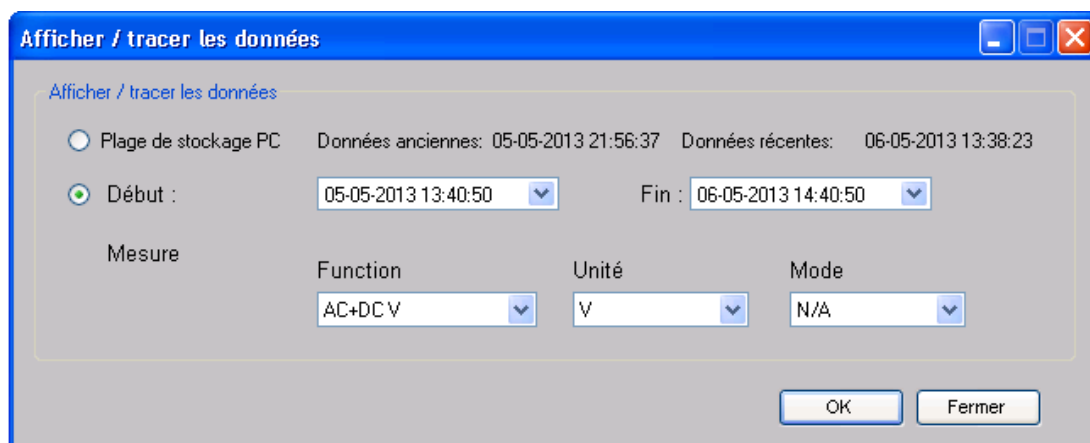 Afficher / tracer les données
Afficher / tracer les données
Plage de stockage PC Données anciennes: 05-05-2013 21:56:37 Données récentes: 06-05-2013 13:38:23
Début : 05-05-2013 13:40:50 Fin : 06-05-2013 14:40:50
Mesure
Function Unité Mode
AC+DC V V N/A
OK Fermer